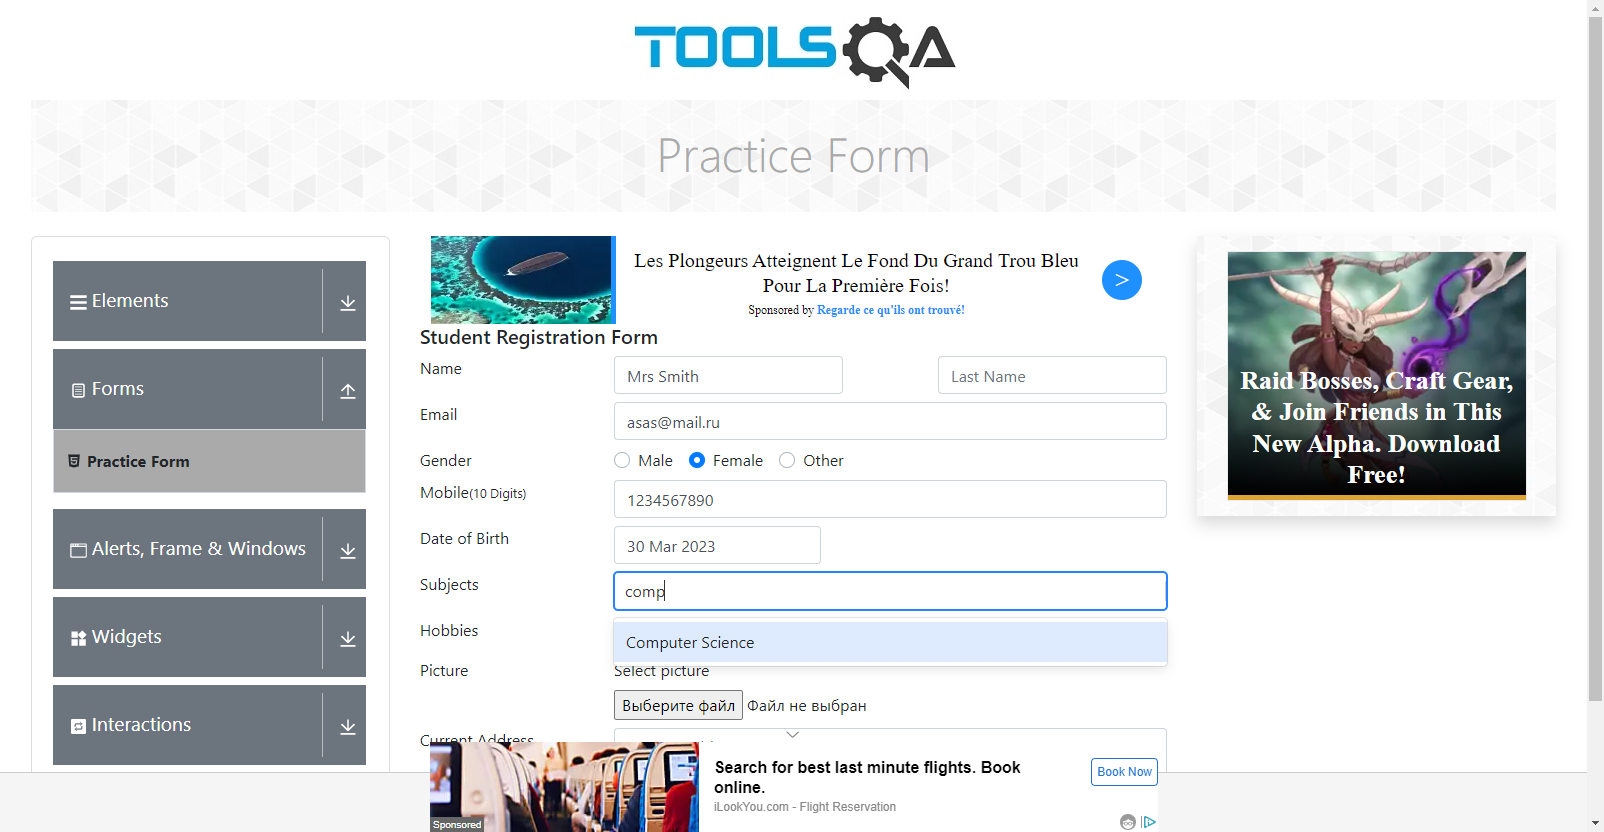 TOOLSQA
Practice Form
Elements
Forms
Practice Form
Alerts, Frame & Windows
Widgets
Interactions
Les Plongeurs Atteignent Le Fond Du Grand Trou Bleu
Pour La Première Fois!
Sponsored by Regarde ce qu'ils ont trouvé!
>
Student Registration Form
Name
Mrs Smith
Last Name
Email
asas@mail.ru
Gender
Male
Female
Other
Mobile(10 Digits)
1234567890
Date of Birth
30 Mar 2023
Subjects
comp
Computer Science
Hobbies
Picture
Select picture
Выберите файл Файл не выбран
Current Address
Raid Bosses, Craft Gear,
& Join Friends in This
New Alpha. Download
Free!
Search for best last minute flights. Book
online.
iLookYou.com - Flight Reservation
Book Now
Sponsored